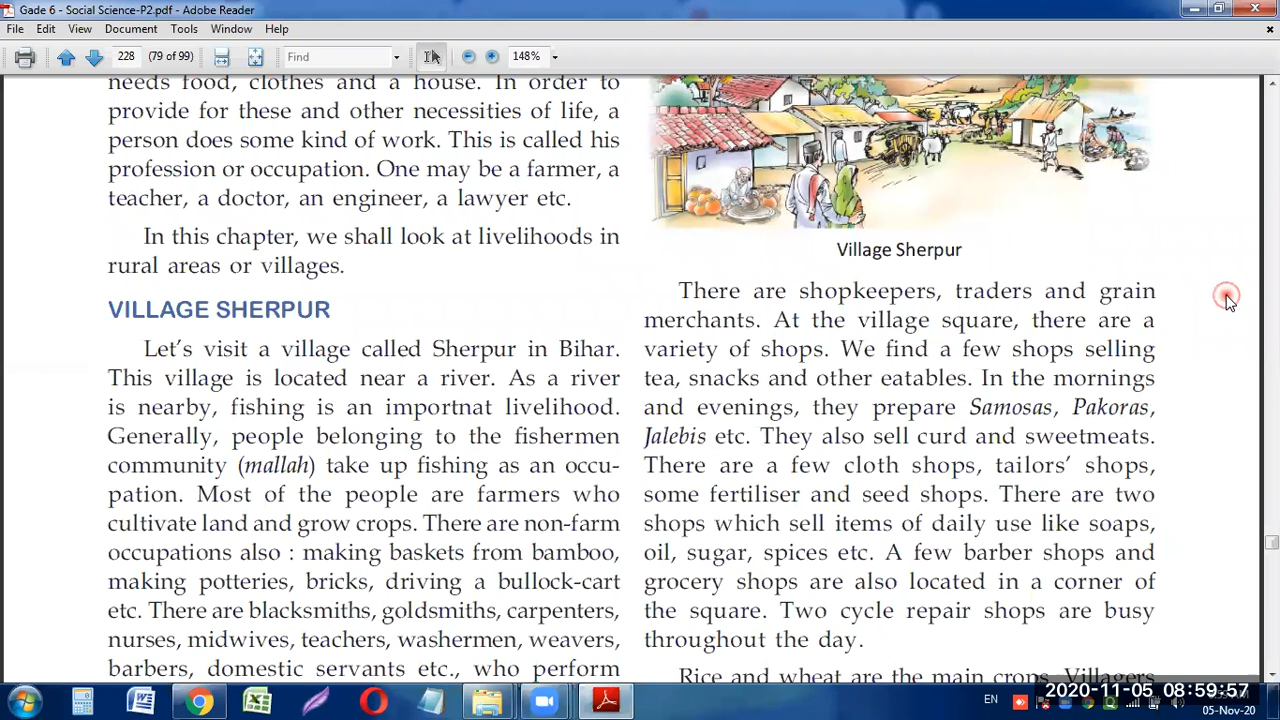 Gade 6 - Social Science-P2.pdf - Adobe Reader
File Edit View Document Tools Window Help
228 (79 of 99) Find 148%
needs food, clothes and a house. In order to
provide for these and other necessities of life, a
person does some kind of work. This is called his
profession or occupation. One may be a farmer, a
teacher, a doctor, an engineer, a lawyer etc.
In this chapter, we shall look at livelihoods in
rural areas or villages.
VILLAGE SHERPUR
Let's visit a village called Sherpur in Bihar.
This village is located near a river. As a river
is nearby, fishing is an importnat livelihood.
Generally, people belonging to the fishermen
community (mallah) take up fishing as an occu-
pation. Most of the people are farmers who
cultivate land and grow crops. There are non-farm
occupations also : making baskets from bamboo,
making potteries, bricks, driving a bullock-cart
etc. There are blacksmiths, goldsmiths, carpenters,
nurses, midwives, teachers, washermen, weavers,
barbers, domestic servants etc., who perform
Village Sherpur
There are shopkeepers, traders and grain
merchants. At the village square, there are a
variety of shops. We find a few shops selling
tea, snacks and other eatables. In the mornings
and evenings, they prepare Samosas, Pakoras,
Jalebis etc. They also sell curd and sweetmeats.
There are a few cloth shops, tailors' shops,
some fertiliser and seed shops. There are two
shops which sell items of daily use like soaps,
oil, sugar, spices etc. A few barber shops and
grocery shops are also located in a corner of
the square. Two cycle repair shops are busy
throughout the day.
Rice and wheat are the main crops. Villagers
EN
2020-11-05 08:59:57
05-Nov-20